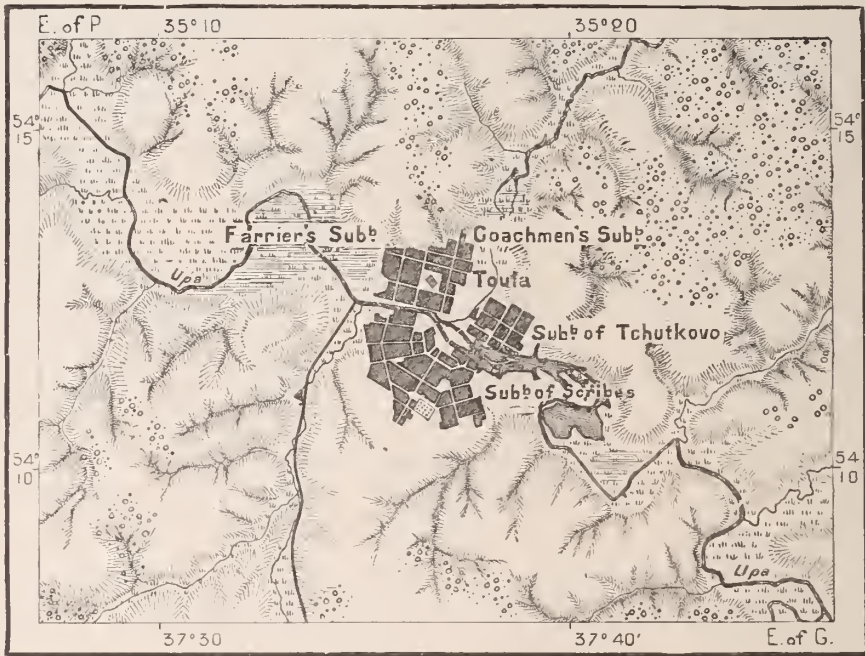 E. of P. 35°10 35°20
54°
15
54°
15
Farrier's Subᵇ.
Coachmen's Subᵇ.
Toula
Upa
Subᵇ. of Tchutkovo
Subᵇ. of Scribes
54°
10
54°
10
Upa
37°30 37°40' E. of G.